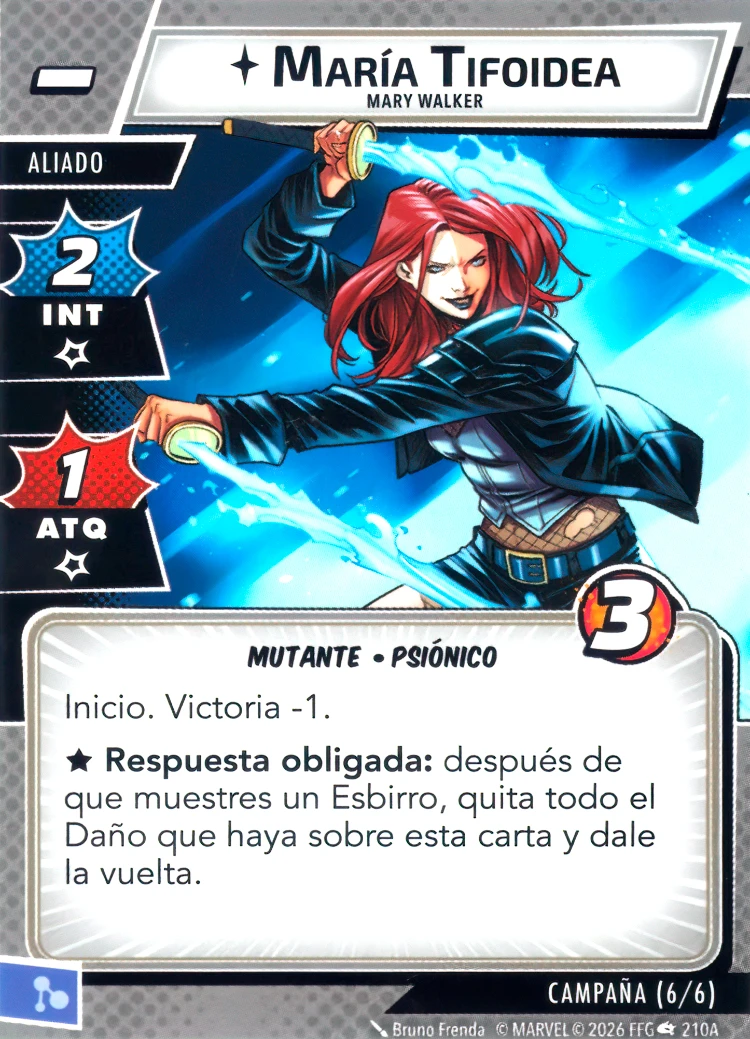 MARÍA TIFOIDEA
MARY WALKER
ALIADO
2
INT
1
ATQ
3
MUTANTE • PSIÓNICO
Inicio. Victoria -1.
★ Respuesta obligada: después de
que muestres un Esbirro, quita todo el
Daño que haya sobre esta carta y dale
la vuelta.
CAMPAÑA (6/6)
Bruno Frenda © MARVEL © 2026 FFG 210A